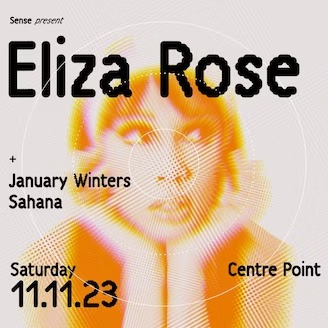 Sense present
Eliza Rose
+
January Winters
Sahana
Saturday
11.11.23
Centre Point